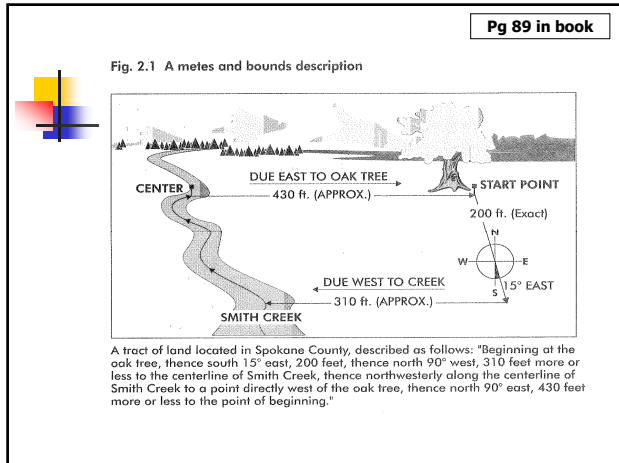 Pg 89 in book
Fig. 2.1 A metes and bounds description
DUE EAST TO OAK TREE
CENTER
START POINT
430 ft. (APPROX.)
200 ft. (Exact)
N
W
E
S
15° EAST
DUE WEST TO CREEK
310 ft. (APPROX.)
SMITH CREEK
A tract of land located in Spokane County, described as follows: "Beginning at the
oak tree, thence south 15° east, 200 feet, thence north 90° west, 310 feet more or
less to the centerline of Smith Creek, thence northwesterly along the centerline of
Smith Creek to a point directly west of the oak tree, thence north 90° east, 430 feet
more or less to the point of beginning."